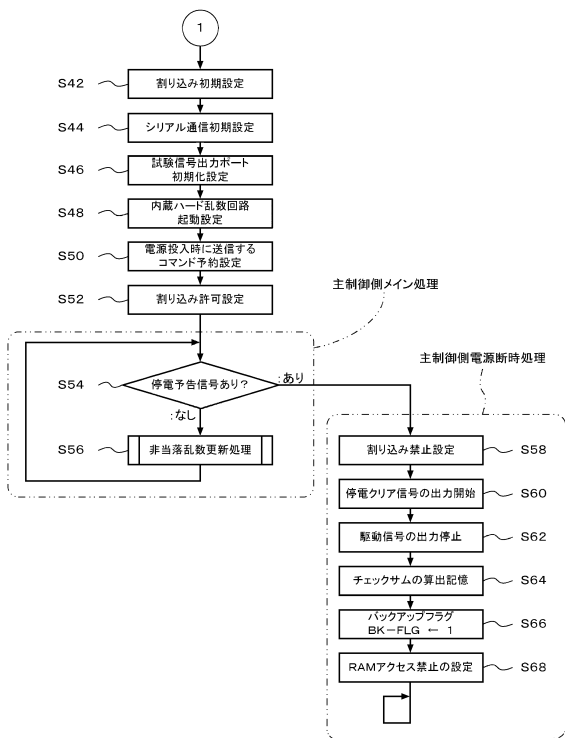 1
S42
割り込み初期設定
S44
シリアル通信初期設定
S46
試験信号出力ポート
初期化設定
S48
内蔵ハード乱数回路
起動設定
S50
電源投入時に送信する
コマンド予約設定
S52
割り込み許可設定
主制御側メイン処理
S54
停電予告信号あり?
:あり
:なし
S56
非当落乱数更新処理
主制御側電源断時処理
割り込み禁止設定
S58
停電クリア信号の出力開始
S60
駆動信号の出力停止
S62
チェックサムの算出記憶
S64
バックアップフラグ
BK-FLG ← 1
S66
RAMアクセス禁止の設定
S68